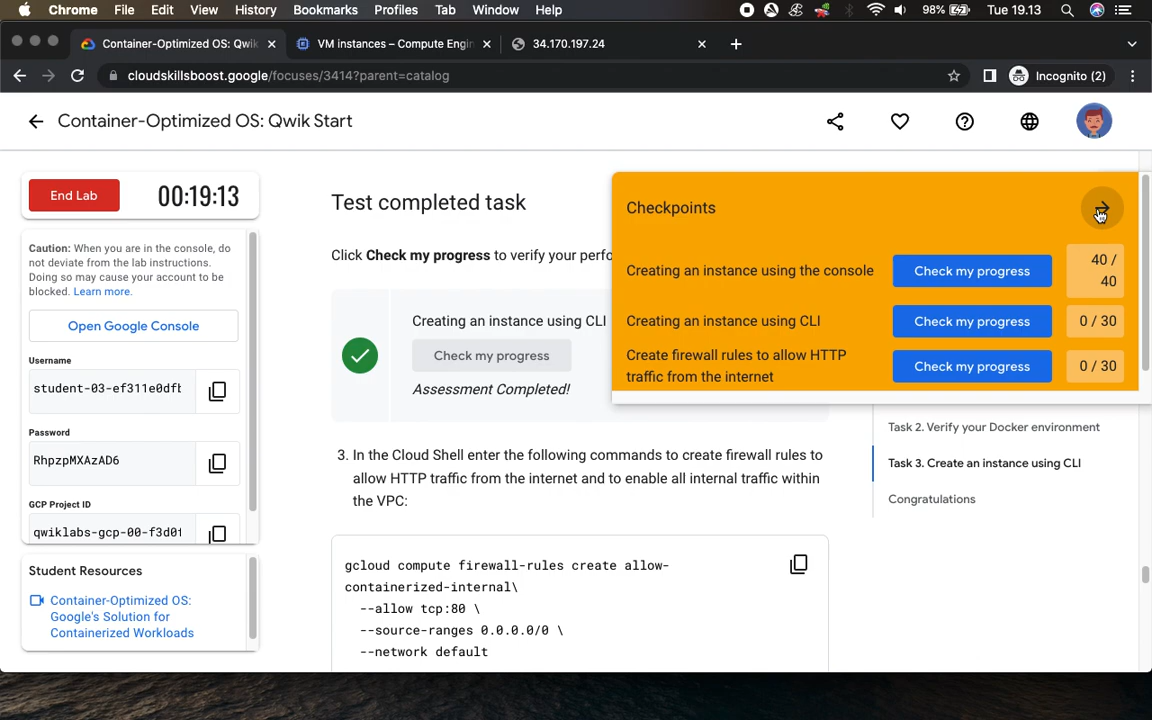 Chrome File Edit View History Bookmarks Profiles Tab Window Help 98% Tue 19.13
Container-Optimized OS: Qwik
VM instances – Compute Engin
34.170.197.24
cloudskillsboost.google/focuses/3414?parent=catalog
Incognito (2)
Container-Optimized OS: Qwik Start
End Lab
00:19:13
Caution: When you are in the console, do
not deviate from the lab instructions.
Doing so may cause your account to be
blocked. Learn more.
Open Google Console
Username
student-03-ef311e0dft
Password
RhpzpMXAzAD6
GCP Project ID
qwiklabs-gcp-00-f3d01
Student Resources
Container-Optimized OS:
Google's Solution for
Containerized Workloads
Test completed task
Click Check my progress to verify your perfo
Creating an instance using CLI
Check my progress
Assessment Completed!
3. In the Cloud Shell enter the following commands to create firewall rules to
allow HTTP traffic from the internet and to enable all internal traffic within
the VPC:
gcloud compute firewall-rules create allow-
containerized-internal\
--allow tcp:80 \
--source-ranges 0.0.0.0/0 \
--network default
Checkpoints
Creating an instance using the console
Check my progress
40 /
40
Creating an instance using CLI
Check my progress
0 / 30
Create firewall rules to allow HTTP
traffic from the internet
Check my progress
0 / 30
Task 2. Verify your Docker environment
Task 3. Create an instance using CLI
Congratulations